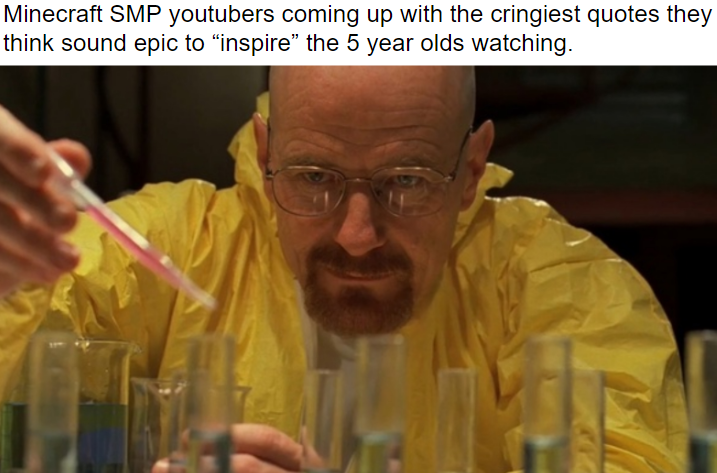 Minecraft SMP youtubers coming up with the cringiest quotes they
think sound epic to “inspire” the 5 year olds watching.